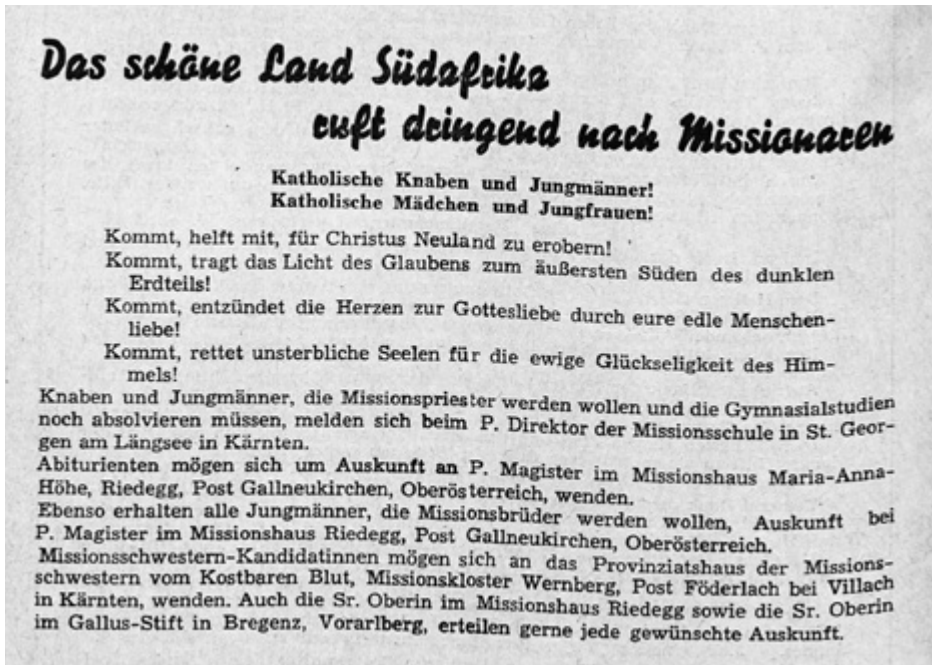 Das schöne Land Südafrika
ruft dringend nach Missionaren
Katholische Knaben und Jungmänner!
Katholische Mädchen und Jungfrauen!
Kommt, helft mit, für Christus Neuland zu erobern!
Kommt, tragt das Licht des Glaubens zum äußersten Süden des dunklen
Erdteils!
Kommt, entzündet die Herzen zur Gottesliebe durch eure edle Menschen-
liebe!
Kommt, rettet unsterbliche Seelen für die ewige Glückseligkeit des Him-
mels!
Knaben und Jungmänner, die Missionspriester werden wollen und die Gymnasialstudien
noch absolvieren müssen, melden sich beim P. Direktor der Missionsschule in St. Geor-
gen am Längsee in Kärnten.
Abiturienten mögen sich um Auskunft an P. Magister im Missionshaus Maria-Anna-
Höhe, Riedegg, Post Gallneukirchen, Oberösterreich, wenden.
Ebenso erhalten alle Jungmänner, die Missionsbrüder werden wollen, Auskunft bei
P. Magister im Missionshaus Riedegg, Post Gallneukirchen, Oberösterreich.
Missionsschwestern-Kandidatinnen mögen sich an das Provinziatshaus der Missions-
schwestern vom Kostbaren Blut, Missionskloster Wernberg, Post Föderlach bei Villach
in Kärnten, wenden. Auch die Sr. Oberin im Missionshaus Riedegg sowie die Sr. Oberin
im Gallus-Stift in Bregenz, Vorarlberg, erteilen gerne jede gewünschte Auskunft.